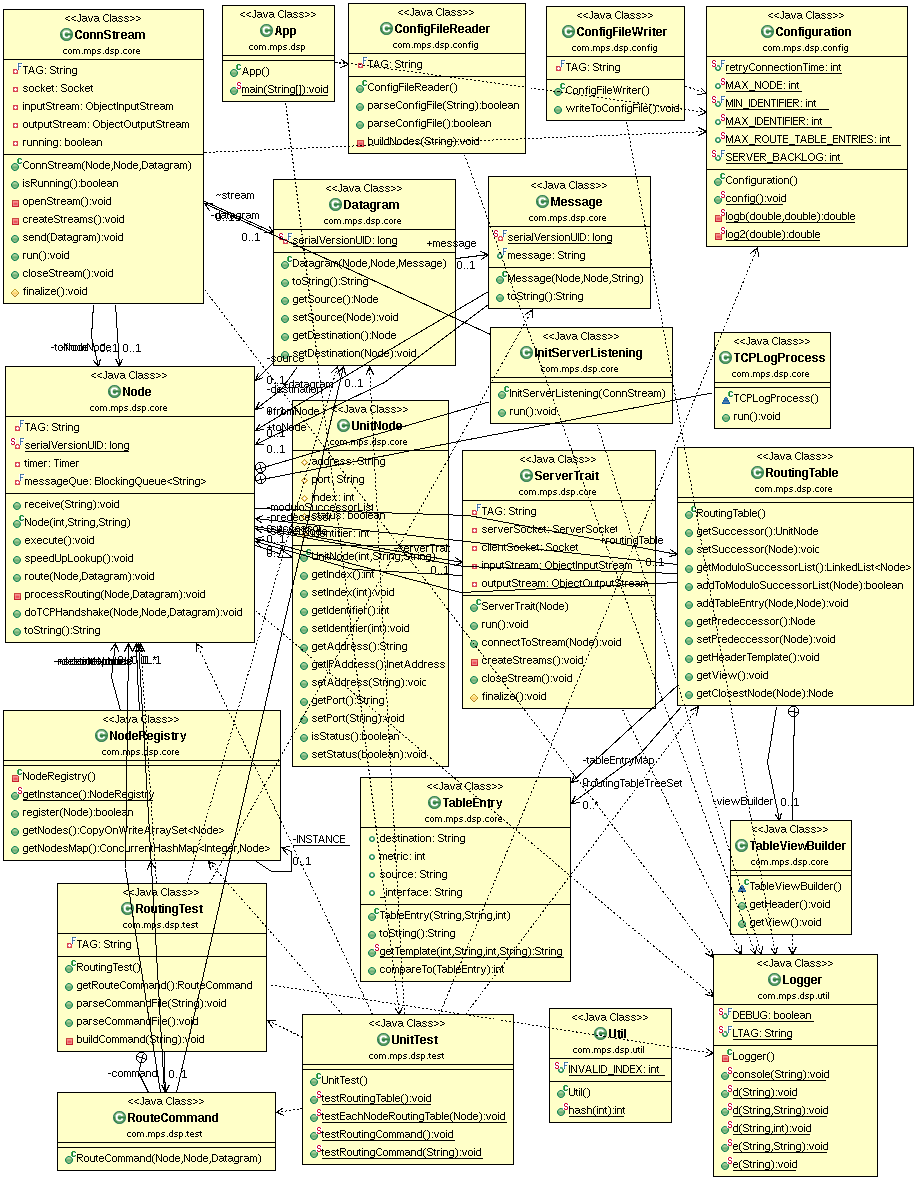 <<Java Class>>
ConnStream
com.mps.dsp.core
TAG: String
socket: Socket
inputStream: ObjectInputStream
outputStream: ObjectOutputStream
running: boolean
ConnStream(Node,Node,Datagram)
isRunning():boolean
openStream():void
createStreams():void
send(Datagram):void
run():void
closeStream():void
finalize():void
<<Java Class>>
App
com.mps.dsp
App()
main(String[]):void
<<Java Class>>
ConfigFileReader
com.mps.dsp.config
TAG: String
ConfigFileReader()
parseConfigFile(String):boolean
parseConfigFile():boolean
buildNodes(String):void
<<Java Class>>
ConfigFileWriter
com.mps.dsp.config
TAG: String
ConfigFileWriter()
writeToConfigFile():void
<<Java Class>>
Configuration
com.mps.dsp.config
retryConnectionTime: int
MAX_NODE: int
MIN_IDENTIFIER: int
MAX_IDENTIFIER: int
MAX_ROUTE_TABLE_ENTRIES: int
SERVER_BACKLOG: int
Configuration()
config():void
logb(double,double):double
log2(double):double
~stream
0..1
<<Java Class>>
Datagram
com.mps.dsp.core
serialVersionUID: long
Datagram(Node,Node,Message)
toString():String
getSource():Node
setSource(Node):void
getDestination():Node
setDestination(Node):void
+message
0..1
<<Java Class>>
Message
com.mps.dsp.core
serialVersionUID: long
message: String
Message(Node,Node,String)
toString():String
<<Java Class>>
InitServerListening
com.mps.dsp.core
InitServerListening(ConnStream)
run():void
<<Java Class>>
TCPLogProcess
com.mps.dsp.core
TCPLogProcess()
run():void
0..1
<<Java Class>>
Node
com.mps.dsp.core
TAG: String
serialVersionUID: long
timer: Timer
messageQue: BlockingQueue<String>
receive(String):void
Node(int,String,String)
execute():void
speedUpLookup():void
route(Node,Datagram):void
processRouting(Node,Datagram):void
doTCPHandshake(Node,Node,Datagram):void
toString():String
-source
0..1
-destination
+fromNode
+toNode
0..1
0..1
<<Java Class>>
UnitNode
com.mps.dsp.core
address: String
port: String
index: int
status: boolean
UnitNode(int,String,String)
getIndex():int
setIndex(int):void
getIdentifier():int
setIdentifier(int):void
getAddress():String
getIPAddress():InetAddress
setAddress(String):void
getPort():String
setPort(String):void
isStatus():boolean
setStatus(boolean):void
-moduloSuccessorList
~serverTrait
0..1
<<Java Class>>
ServerTrait
com.mps.dsp.core
TAG: String
serverSocket: ServerSocket
clientSocket: Socket
inputStream: ObjectInputStream
outputStream: ObjectOutputStream
ServerTrait(Node)
run():void
connectToStream(Node):void
createStreams():void
closeStream():void
finalize():void
~routingTable
0..1
<<Java Class>>
RoutingTable
com.mps.dsp.core
RoutingTable()
getSuccessor():UnitNode
setSuccessor(Node):void
getModuloSuccessorList():LinkedList<Node>
addToModuloSuccessorList(Node):boolean
addTableEntry(Node,Node):void
getPredeccessor():Node
setPredeccessor(Node):void
getHeaderTemplate():void
getView():void
getClosestNode(Node):Node
<<Java Class>>
NodeRegistry
com.mps.dsp.core
NodeRegistry()
getInstance():NodeRegistry
register(Node):boolean
getNodes():CopyOnWriteArraySet<Node>
getNodesMap():ConcurrentHashMap<Integer,Node>
-INSTANCE
0..1
-tableEntryMap
-routingTableTreeSet
0..*
<<Java Class>>
TableEntry
com.mps.dsp.core
destination: String
metric: int
source: String
_interface: String
TableEntry(String,String,int)
toString():String
getTemplate(int,String,int,String):String
compareTo(TableEntry):int
-viewBuilder
0..1
<<Java Class>>
TableViewBuilder
com.mps.dsp.core
TableViewBuilder()
getHeader():void
getView():void
<<Java Class>>
RoutingTest
com.mps.dsp.test
TAG: String
RoutingTest()
getRouteCommand():RouteCommand
parseCommandFile(String):void
parseCommandFile():void
buildCommand(String):void
-command
0..1
<<Java Class>>
RouteCommand
com.mps.dsp.test
RouteCommand(Node,Node,Datagram)
<<Java Class>>
UnitTest
com.mps.dsp.test
UnitTest()
testRoutingTable():void
testEachNodeRoutingTable(Node):void
testRoutingCommand():void
testRoutingCommand(String):void
<<Java Class>>
Util
com.mps.dsp.util
INVALID_INDEX: int
Util()
hash(int):int
<<Java Class>>
Logger
com.mps.dsp.util
DEBUG: boolean
LTAG: String
Logger()
console(String):void
d(String):void
d(String,String):void
d(String,int):void
e(String,String):void
e(String):void